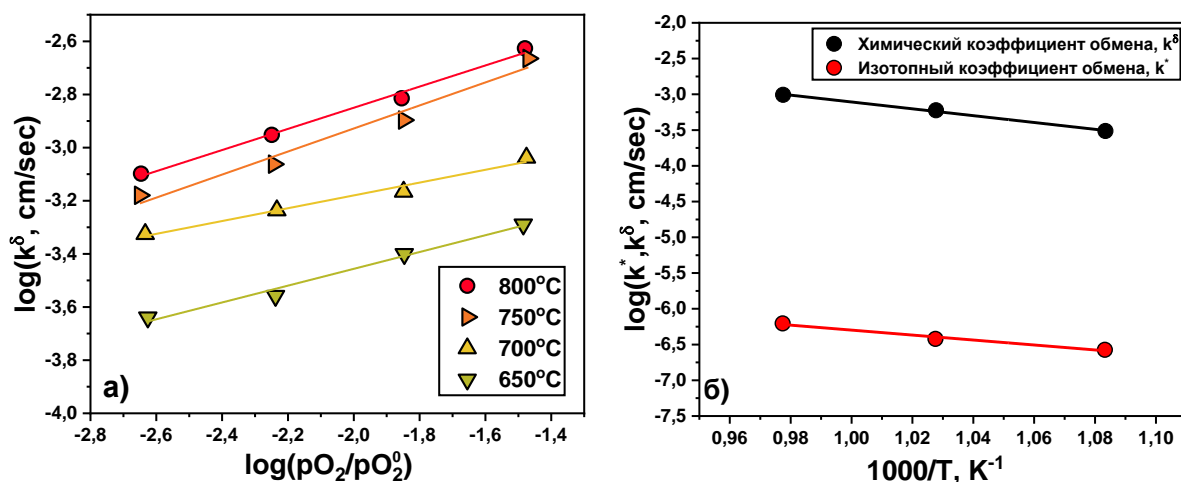 -2,6
-2,8
-3,0
-3,2
-3,4
-3,6
-3,8
-4,0
log(k^δ, cm/sec)
800°C
750°C
700°C
650°C
а)
-2,8 -2,6 -2,4 -2,2 -2,0 -1,8 -1,6 -1,4
log(pO₂/pO₂⁰)
-2,0
-2,5
-3,0
-3,5
-4,0
-4,5
-5,0
-5,5
-6,0
-6,5
-7,0
-7,5
log(k^*,k^δ, cm/sec)
Химический коэффициент обмена, k^δ
Изотопный коэффициент обмена, k^*
б)
0,96 0,98 1,00 1,02 1,04 1,06 1,08 1,10
1000/T, K⁻¹